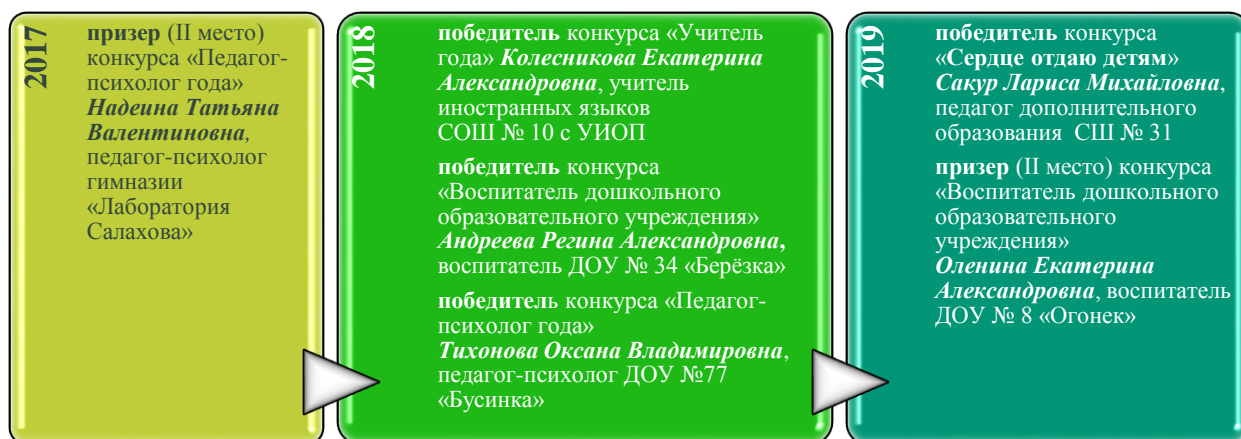 2017
призер (II место)
конкурса «Педагог-
психолог года»
Надеина Татьяна
Валентиновна,
педагог-психолог
гимназии
«Лаборатория
Салахова»
2018
победитель конкурса «Учитель
года» Колесникова Екатерина
Александровна, учитель
иностранных языков
СОШ № 10 с УИОП
победитель конкурса
«Воспитатель дошкольного
образовательного учреждения»
Андреева Регина Александровна,
воспитатель ДОУ № 34 «Берёзка»
победитель конкурса «Педагог-
психолог года»
Тихонова Оксана Владимировна,
педагог-психолог ДОУ №77
«Бусинка»
2019
победитель конкурса
«Сердце отдаю детям»
Сакур Лариса Михайловна,
педагог дополнительного
образования СШ № 31
призер (II место) конкурса
«Воспитатель дошкольного
образовательного
учреждения»
Оленина Екатерина
Александровна, воспитатель
ДОУ № 8 «Огонек»